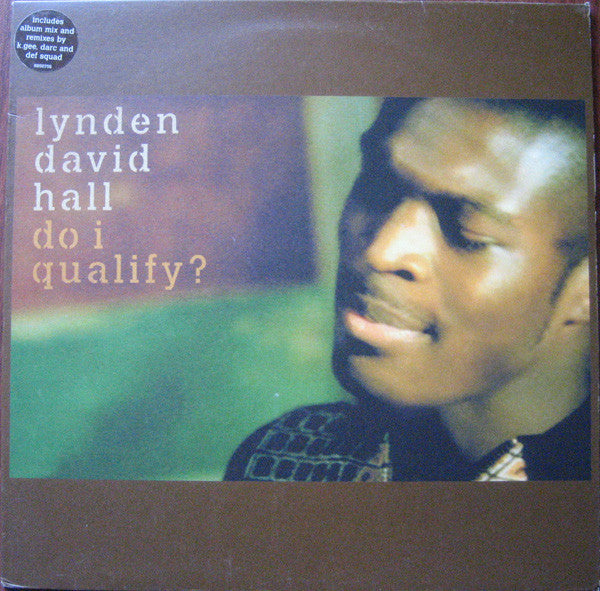 includes
album mix and
remixes by
k.gee, darc and
def squad
lynden
david
hall
do i
qualify?